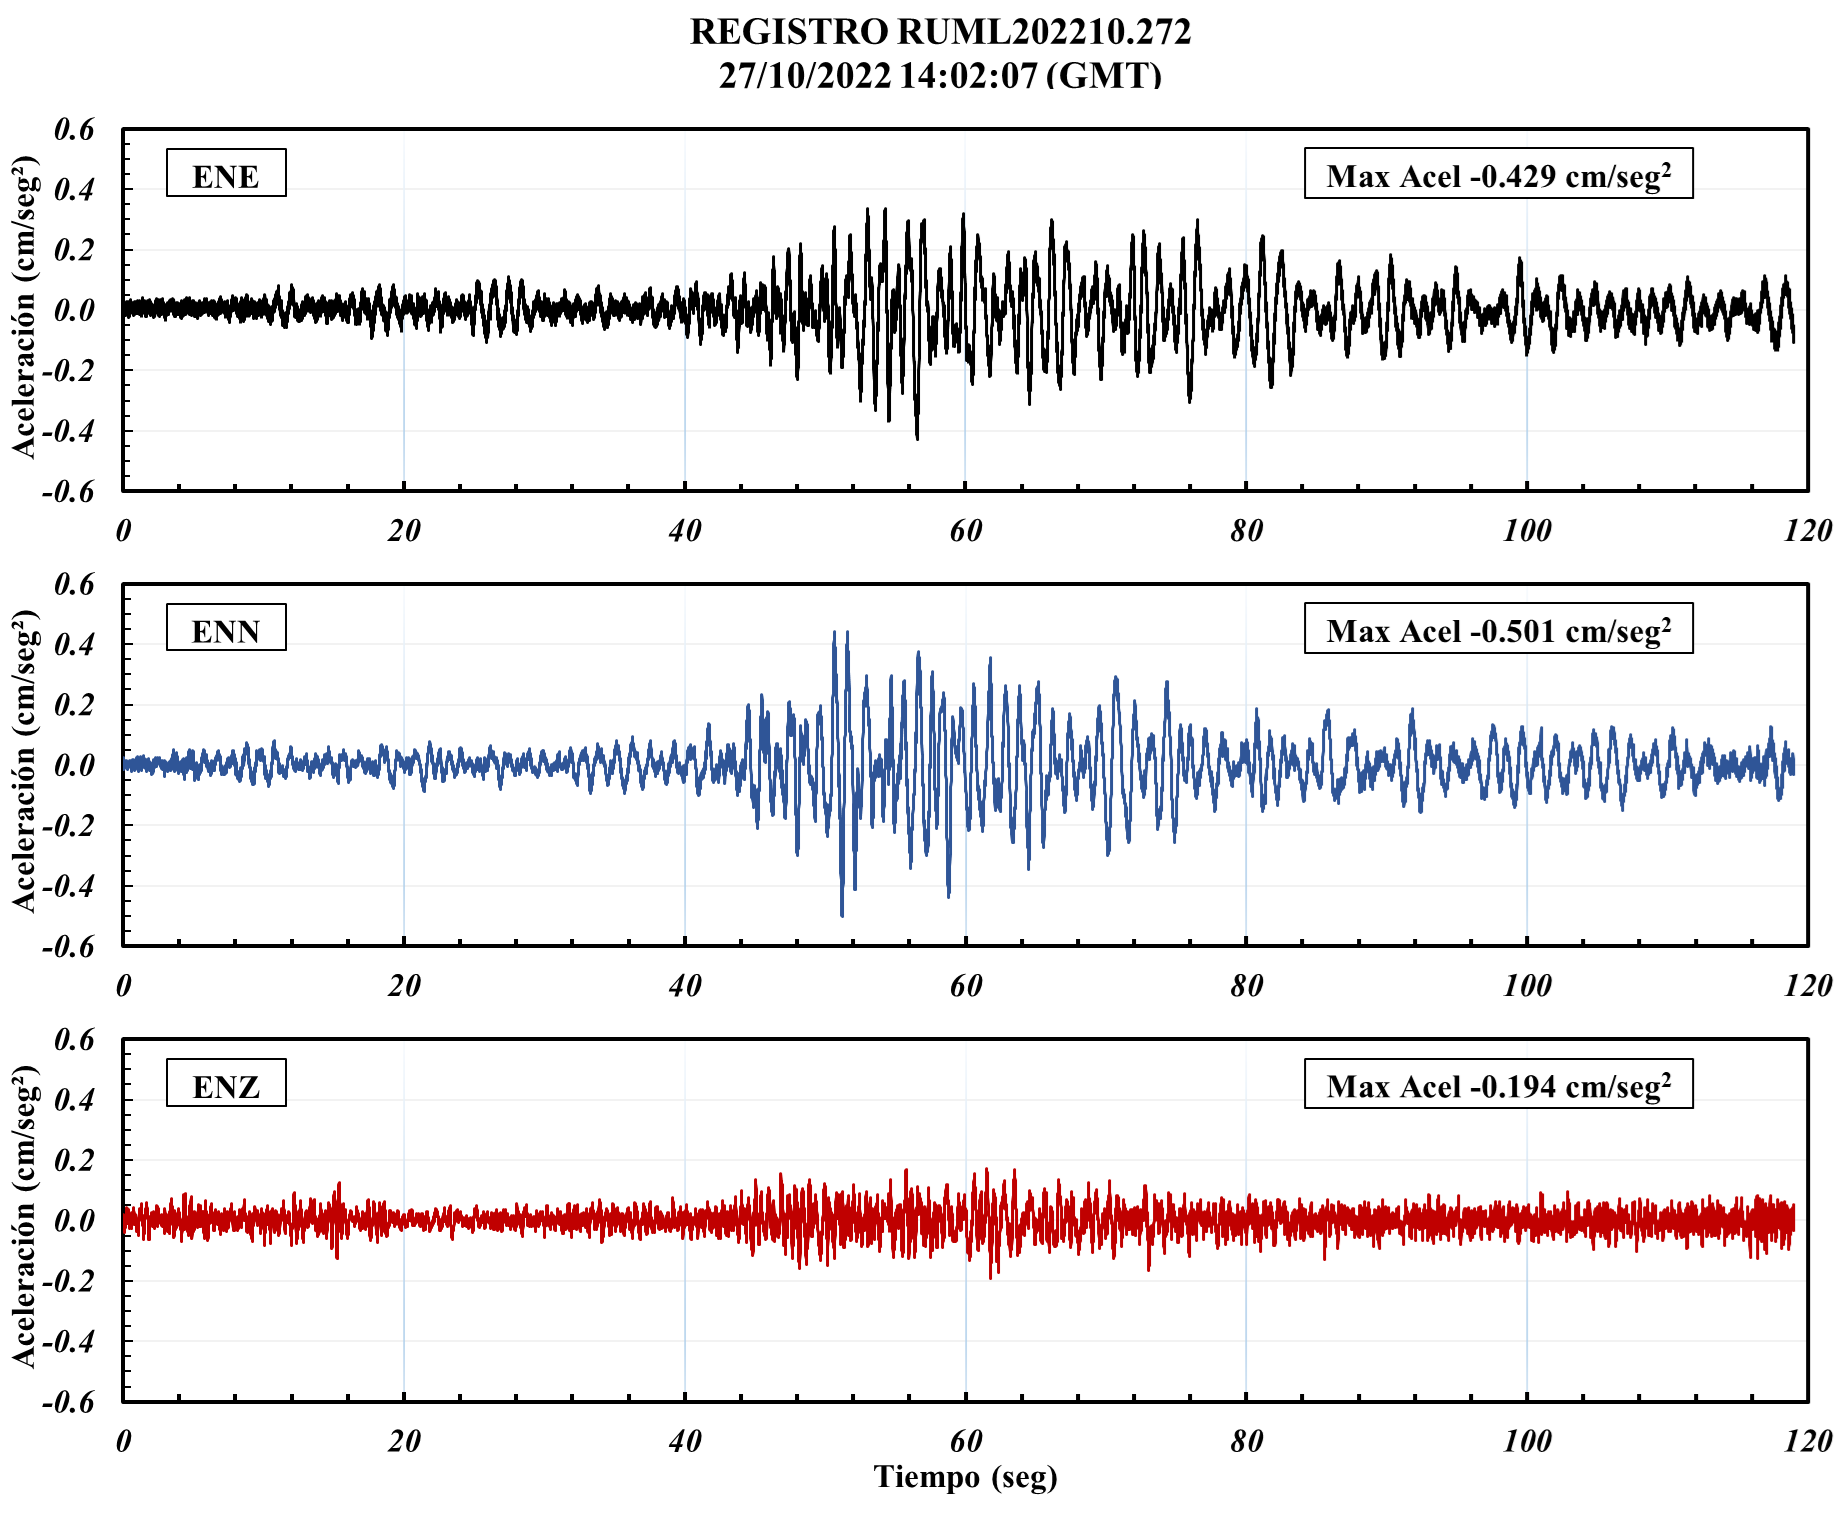 REGISTRO RUML202210.272
27/10/2022 14:02:07 (GMT)
Aceleración (cm/seg²)
0.6
0.4
0.2
0.0
-0.2
-0.4
-0.6
ENE
Max Acel -0.429 cm/seg²
0 20 40 60 80 100 120
Aceleración (cm/seg²)
0.6
0.4
0.2
0.0
-0.2
-0.4
-0.6
ENN
Max Acel -0.501 cm/seg²
0 20 40 60 80 100 120
Aceleración (cm/seg²)
0.6
0.4
0.2
0.0
-0.2
-0.4
-0.6
ENZ
Max Acel -0.194 cm/seg²
0 20 40 60 80 100 120
Tiempo (seg)